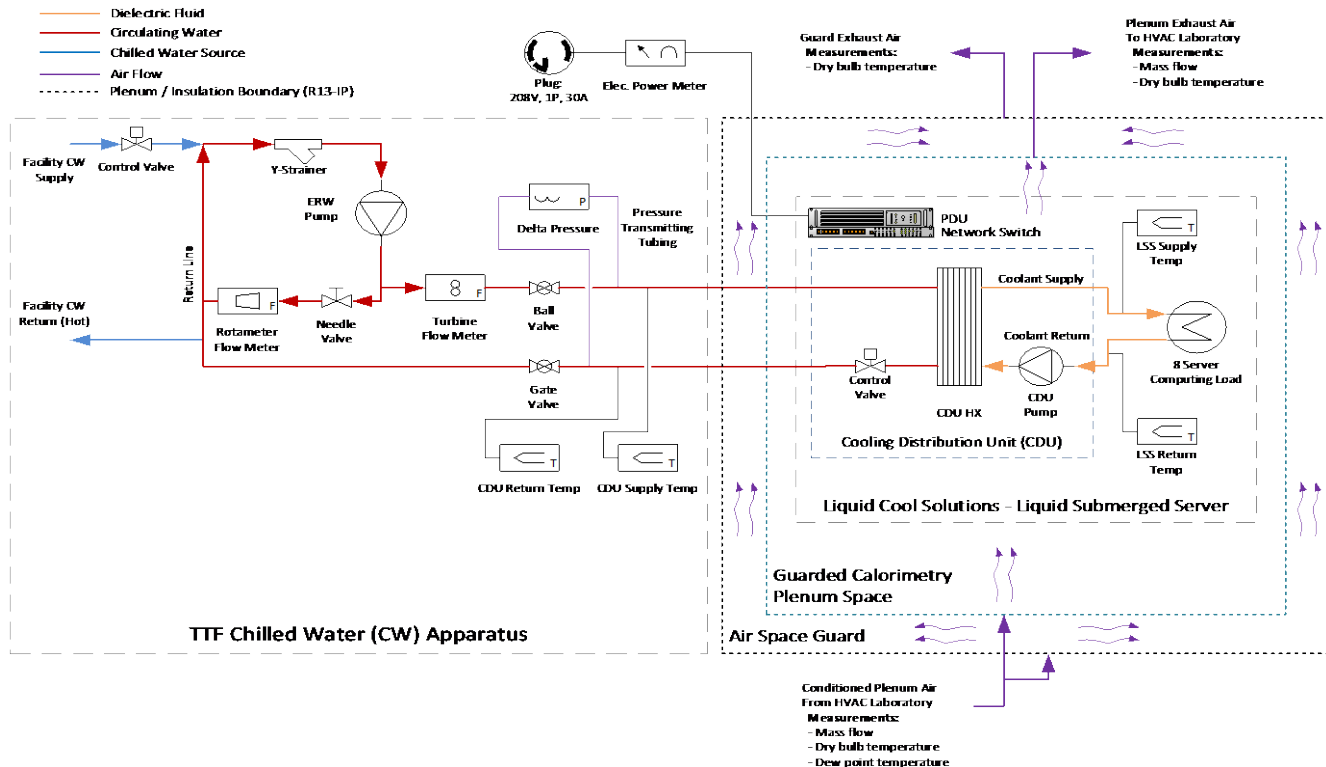 Dielectric Fluid
Circulating Water
Chilled Water Source
Air Flow
Plenum / Insulation Boundary (R13-IP)
Plug:
208V, 1P, 30A
Elec. Power Meter
Guard Exhaust Air
Measurements:
- Dry bulb temperature
Plenum Exhaust Air
To HVAC Laboratory
Measurements:
- Mass flow
- Dry bulb temperature
Facility CW
Supply
Control Valve
Y-Strainer
ERW
Pump
P
Delta Pressure
Pressure
Transmitting
Tubing
PDU
Network Switch
T
LSS Supply
Temp
Return Line
Facility CW
Return (Hot)
F
Rotameter
Flow Meter
Needle
Valve
8
F
Turbine
Flow Meter
Ball
Valve
Gate
Valve
Coolant Supply
Coolant Return
Control
Valve
CDU HX
CDU
Pump
8 Server
Computing Load
Cooling Distribution Unit (CDU)
T
CDU Return Temp
T
CDU Supply Temp
T
LSS Return
Temp
Liquid Cool Solutions - Liquid Submerged Server
Guarded Calorimetry
Plenum Space
TTF Chilled Water (CW) Apparatus
Air Space Guard
Conditioned Plenum Air
From HVAC Laboratory
Measurements:
- Mass flow
- Dry bulb temperature
- Dew point temperature